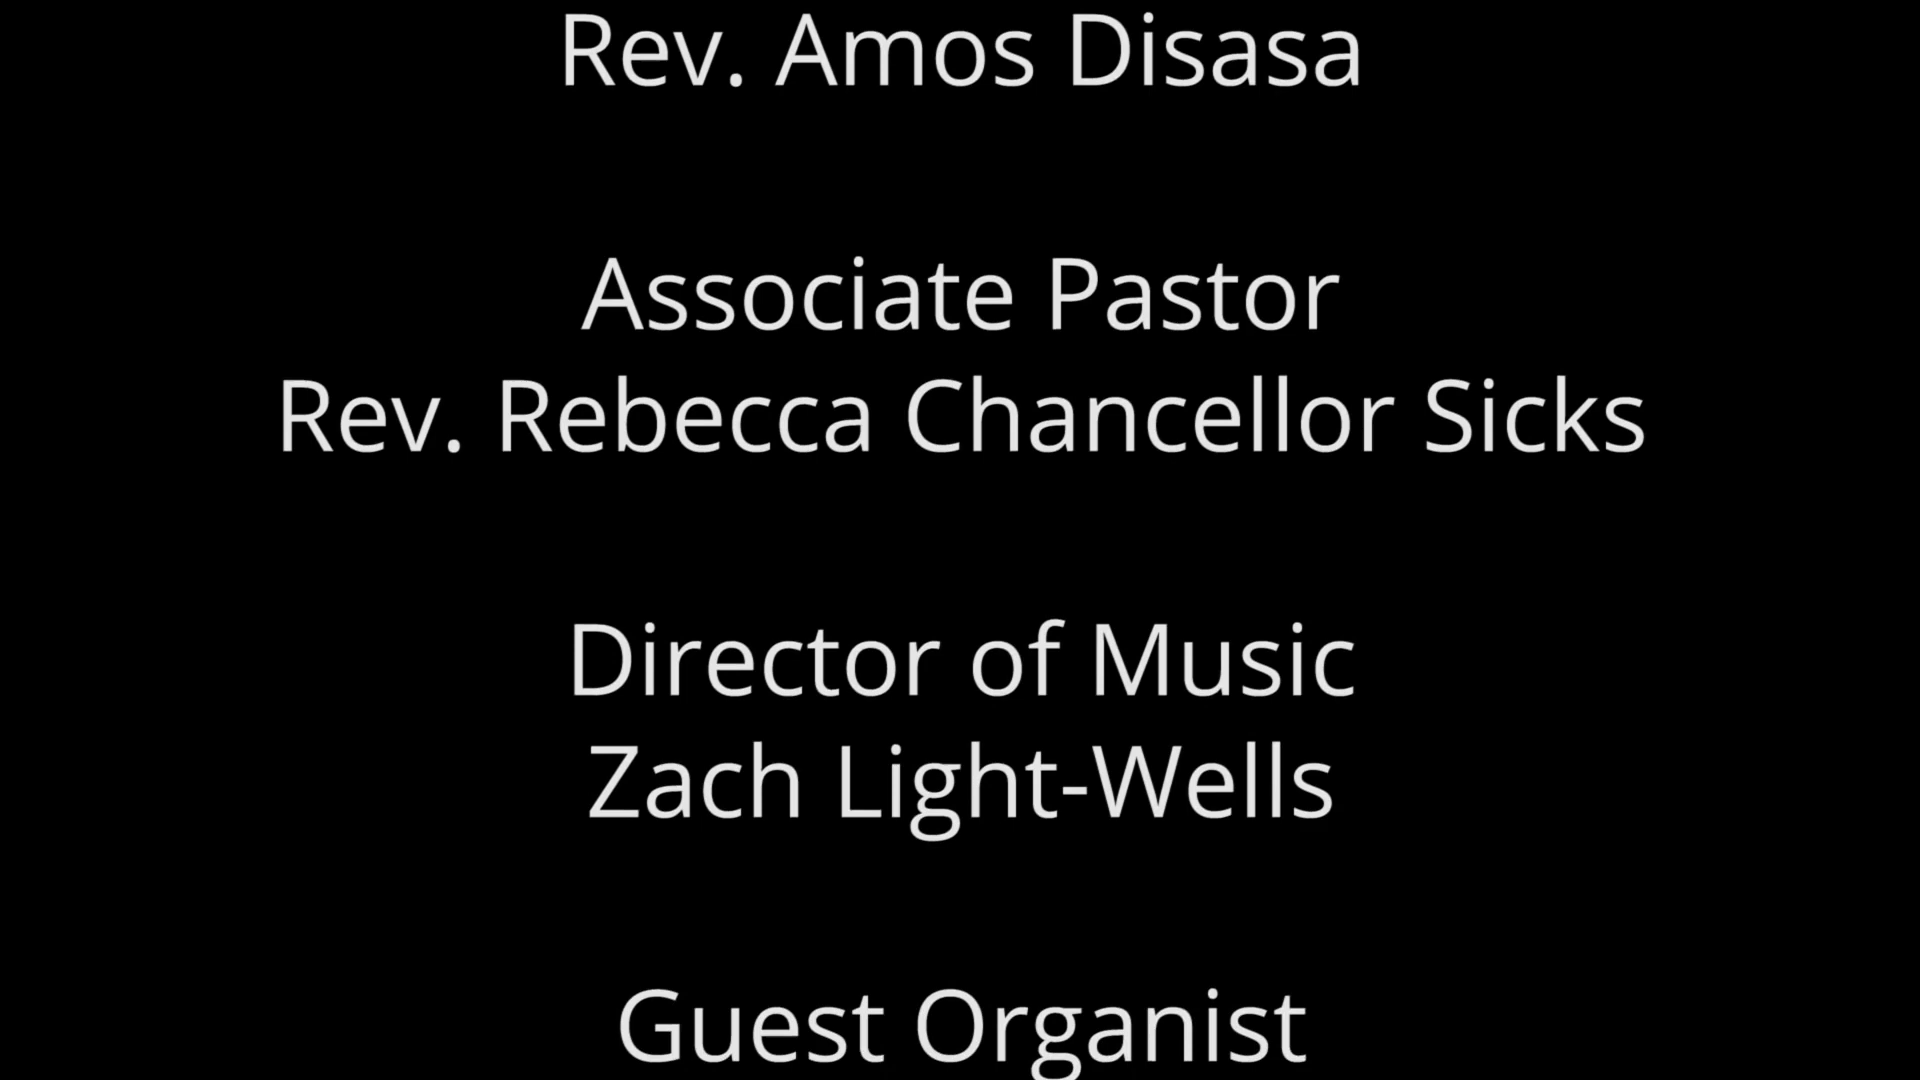 Rev. Amos Disasa
Associate Pastor
Rev. Rebecca Chancellor Sicks
Director of Music
Zach Light-Wells
Guest Organist